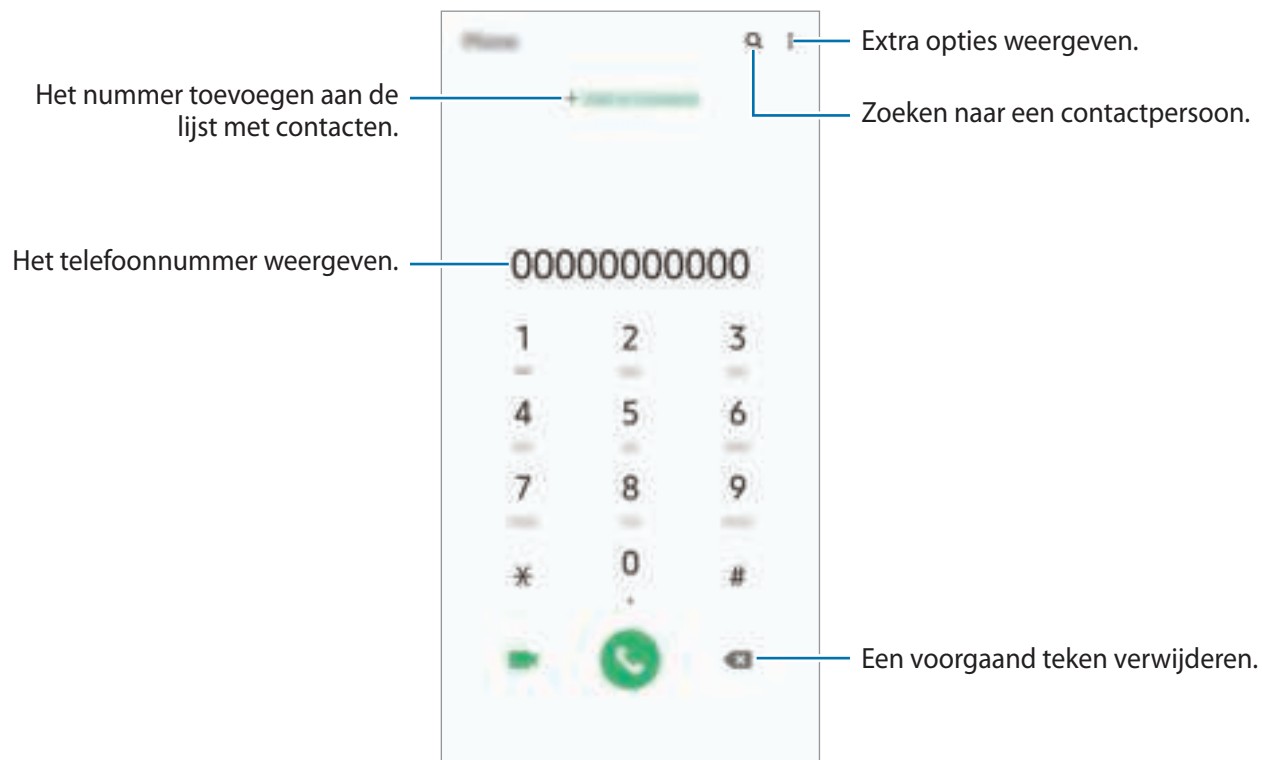 Extra opties weergeven.
Het nummer toevoegen aan de
lijst met contacten.
Zoeken naar een contactpersoon.
Het telefoonnummer weergeven.
00000000000
1 2 3
4 5 6
7 8 9
* 0 #
+
Een voorgaand teken verwijderen.